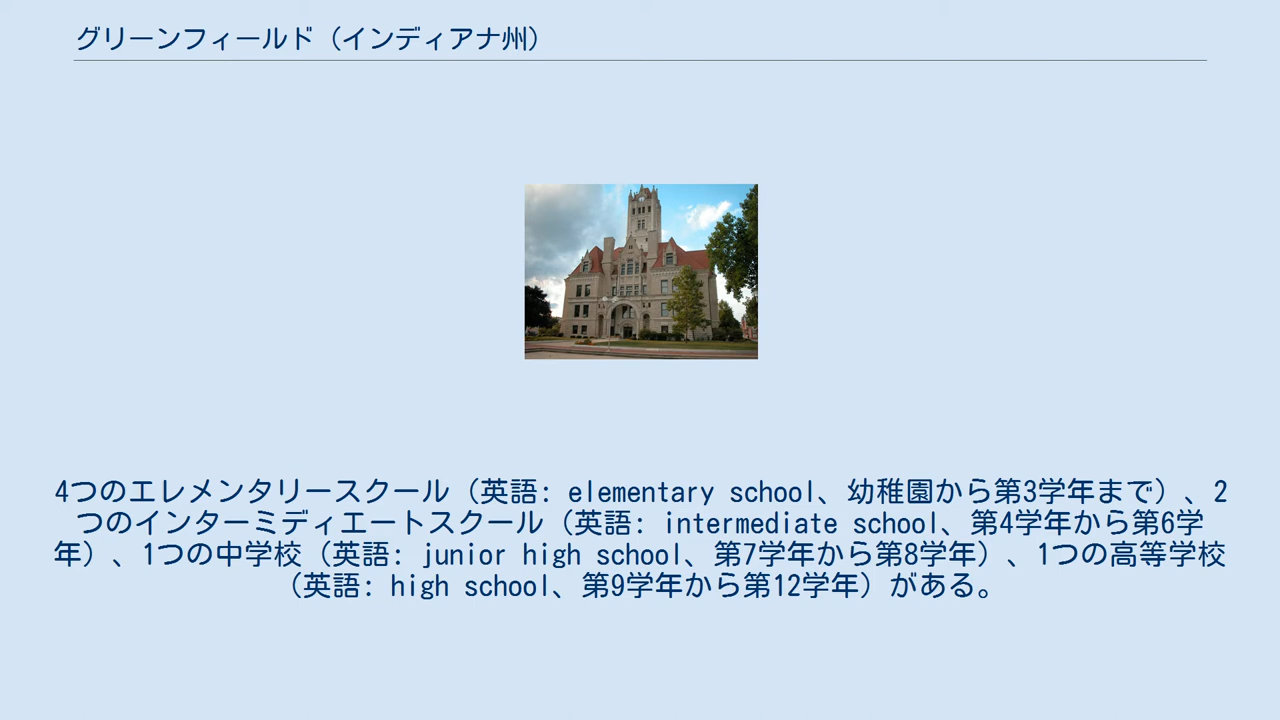 グリーンフィールド（インディアナ州）
4つのエレメンタリースクール（英語: elementary school、幼稚園から第3学年まで）、2
つのインターミディエートスクール（英語: intermediate school、第4学年から第6学
年）、1つの中学校（英語: junior high school、第7学年から第8学年）、1つの高等学校
（英語: high school、第9学年から第12学年）がある。